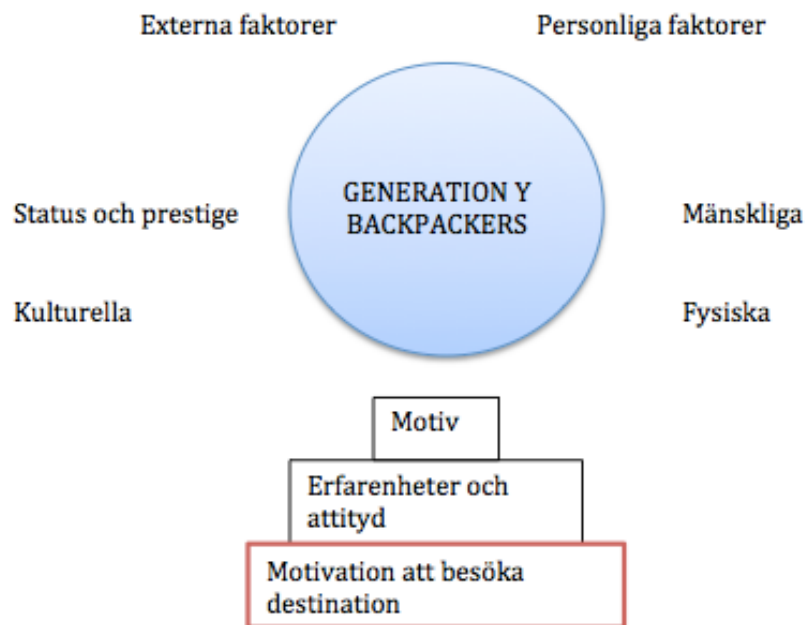 Externa faktorer
Personliga faktorer
GENERATION Y
BACKPACKERS
Status och prestige
Mänskliga
Kulturella
Fysiska
Motiv
Erfarenheter och
attityd
Motivation att besöka
destination